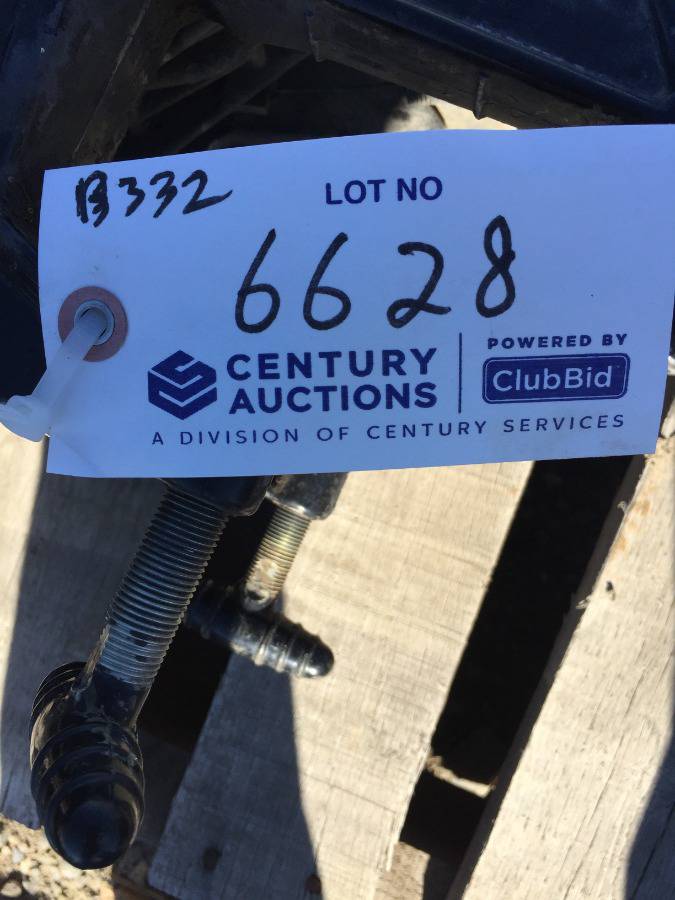 B332
LOT NO
6628
CENTURY AUCTIONS
POWERED BY
ClubBid
A DIVISION OF CENTURY SERVICES